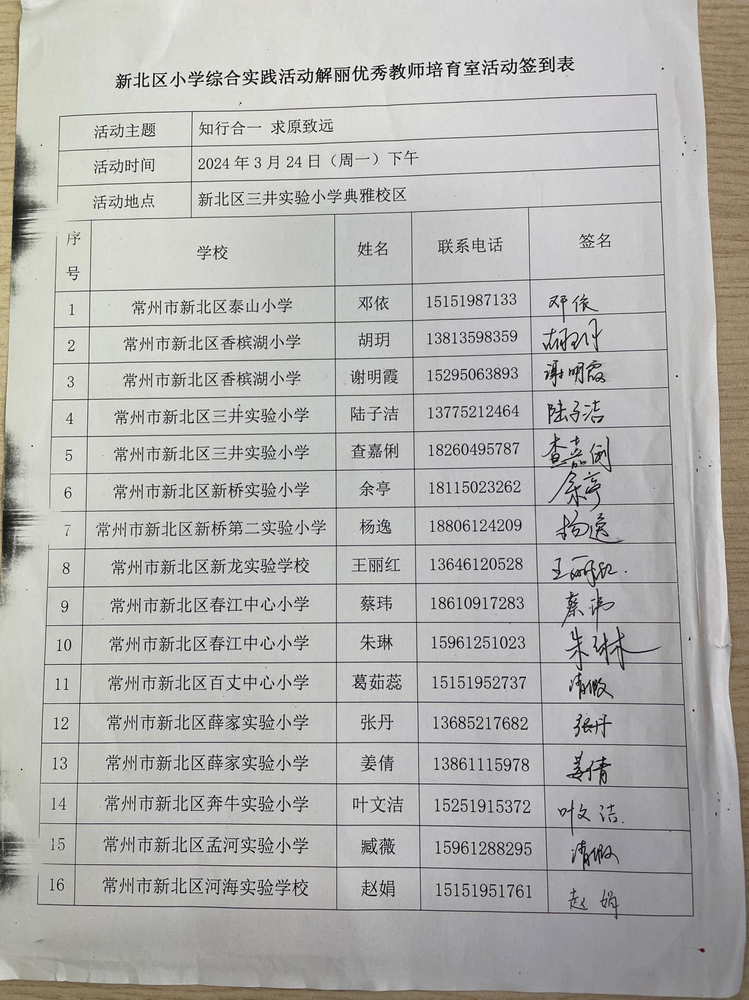 新北区小学综合实践活动解丽优秀教师培育室活动签到表
活动主题 知行合一 求原致远
活动时间 2024 年 3 月 24 日（周一）下午
活动地点 新北区三井实验小学典雅校区
序号 学校 姓名 联系电话 签名
1 常州市新北区泰山小学 邓依 15151987133 邓依
2 常州市新北区香槟湖小学 胡玥 13813598359 胡玥
3 常州市新北区香槟湖小学 谢明霞 15295063893 谢明霞
4 常州市新北区三井实验小学 陆子洁 13775212464 陆子洁
5 常州市新北区三井实验小学 查嘉俐 18260495787 查嘉俐
6 常州市新北区新桥实验小学 余亭 18115023262 余亭
7 常州市新北区新桥第二实验小学 杨逸 18806124209 杨逸
8 常州市新北区新龙实验学校 王丽红 13646120528 王丽红.
9 常州市新北区春江中心小学 蔡玮 18610917283 蔡玮
10 常州市新北区春江中心小学 朱琳 15961251023 朱琳
11 常州市新北区百丈中心小学 葛茹蕊 15151952737 请假
12 常州市新北区薛家实验小学 张丹 13685217682 张丹
13 常州市新北区薛家实验小学 姜倩 13861115978 姜倩
14 常州市新北区奔牛实验小学 叶文洁 15251915372 叶文洁.
15 常州市新北区孟河实验小学 臧薇 15961288295 请假
16 常州市新北区河海实验学校 赵娟 15151951761 赵娟